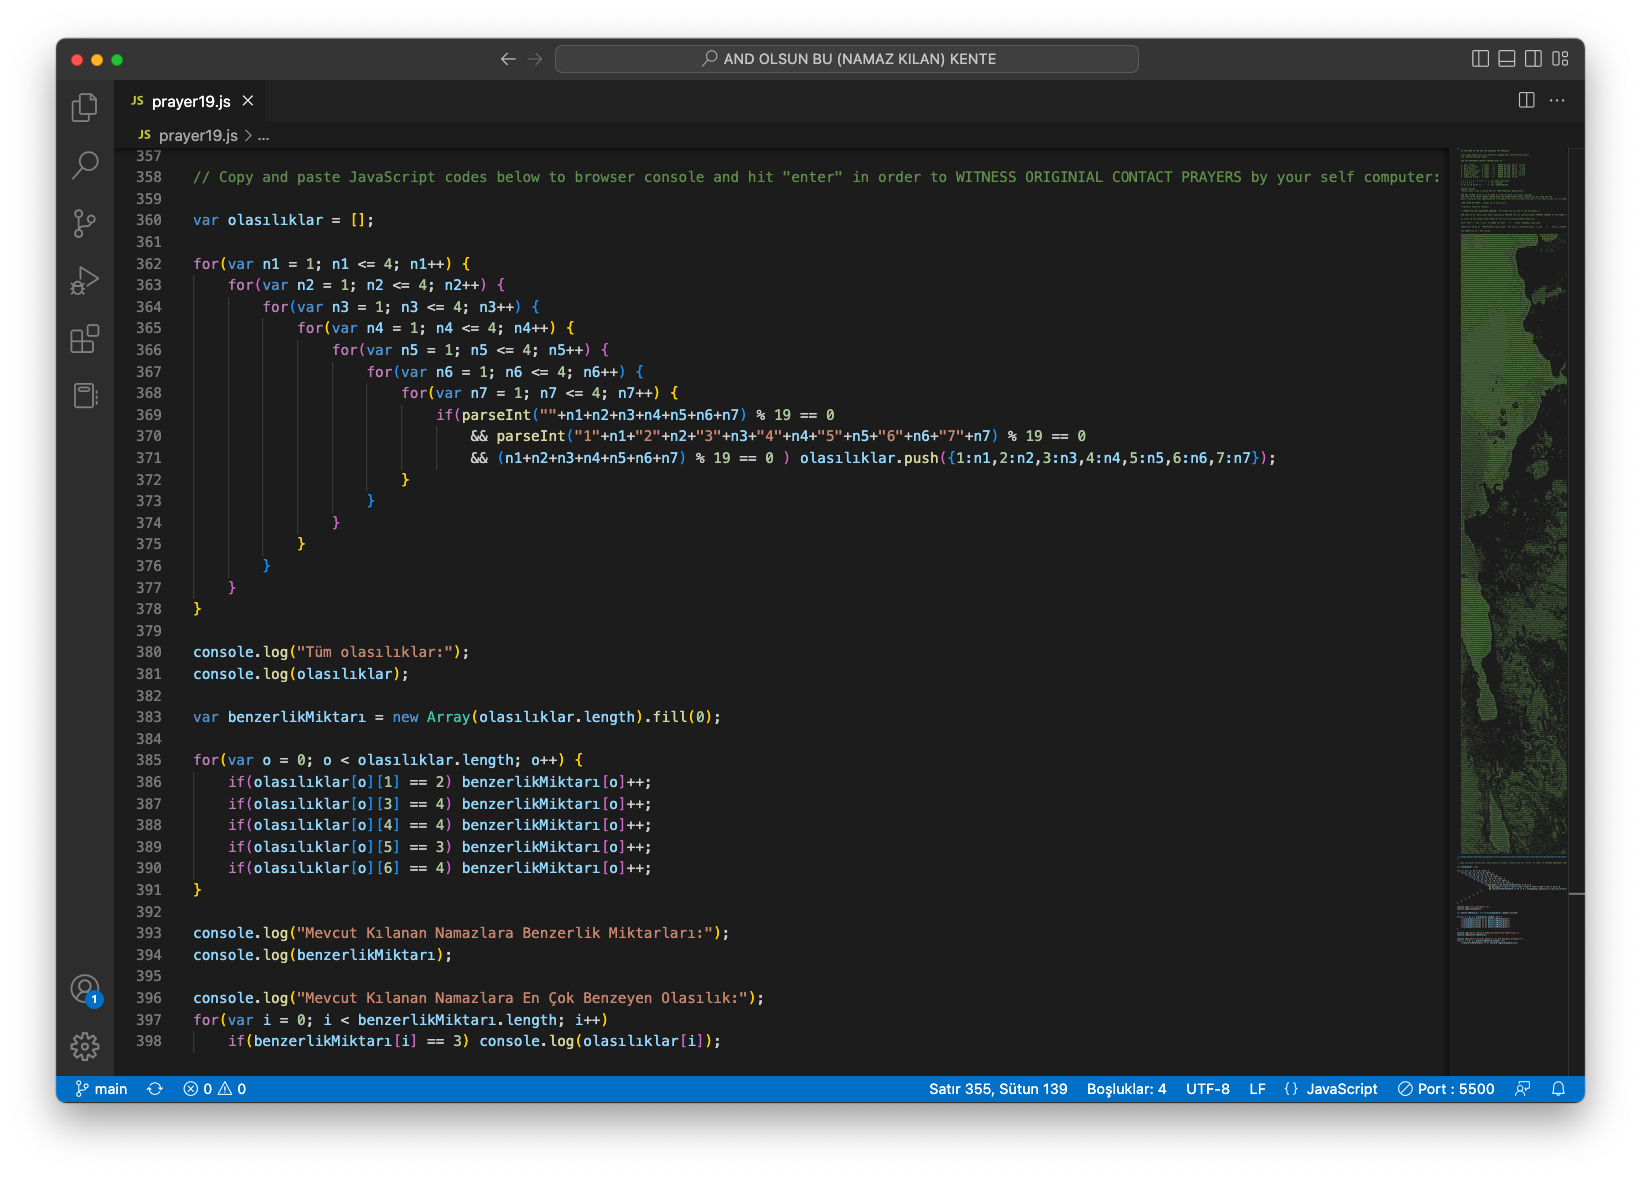 AND OLSUN BU (NAMAZ KILAN) KENTE
JS prayer19.js
JS prayer19.js > ...
357
358 // Copy and paste JavaScript codes below to browser console and hit "enter" in order to WITNESS ORIGINIAL CONTACT PRAYERS by your self computer:
359
360 var olasılıklar = [];
361
362 for(var n1 = 1; n1 <= 4; n1++) {
363 for(var n2 = 1; n2 <= 4; n2++) {
364 for(var n3 = 1; n3 <= 4; n3++) {
365 for(var n4 = 1; n4 <= 4; n4++) {
366 for(var n5 = 1; n5 <= 4; n5++) {
367 for(var n6 = 1; n6 <= 4; n6++) {
368 for(var n7 = 1; n7 <= 4; n7++) {
369 if(parseInt(""+n1+n2+n3+n4+n5+n6+n7) % 19 == 0
370 && parseInt("1"+n1+"2"+n2+"3"+n3+"4"+n4+"5"+n5+"6"+n6+"7"+n7) % 19 == 0
371 && (n1+n2+n3+n4+n5+n6+n7) % 19 == 0 ) olasılıklar.push({1:n1,2:n2,3:n3,4:n4,5:n5,6:n6,7:n7});
372 }
373 }
374 }
375 }
376 }
377 }
378 }
379
380 console.log("Tüm olasılıklar:");
381 console.log(olasılıklar);
382
383 var benzerlikMiktarı = new Array(olasılıklar.length).fill(0);
384
385 for(var o = 0; o < olasılıklar.length; o++) {
386 if(olasılıklar[o][1] == 2) benzerlikMiktarı[o]++;
387 if(olasılıklar[o][3] == 4) benzerlikMiktarı[o]++;
388 if(olasılıklar[o][4] == 4) benzerlikMiktarı[o]++;
389 if(olasılıklar[o][5] == 3) benzerlikMiktarı[o]++;
390 if(olasılıklar[o][6] == 4) benzerlikMiktarı[o]++;
391 }
392
393 console.log("Mevcut Kılanan Namazlara Benzerlik Miktarları:");
394 console.log(benzerlikMiktarı);
395
396 console.log("Mevcut Kılanan Namazlara En Çok Benzeyen Olasılık:");
397 for(var i = 0; i < benzerlikMiktarı.length; i++)
398 if(benzerlikMiktarı[i] == 3) console.log(olasılıklar[i]);
1
main 0 0 Satır 355, Sütun 139 Boşluklar: 4 UTF-8 LF {} JavaScript Port : 5500